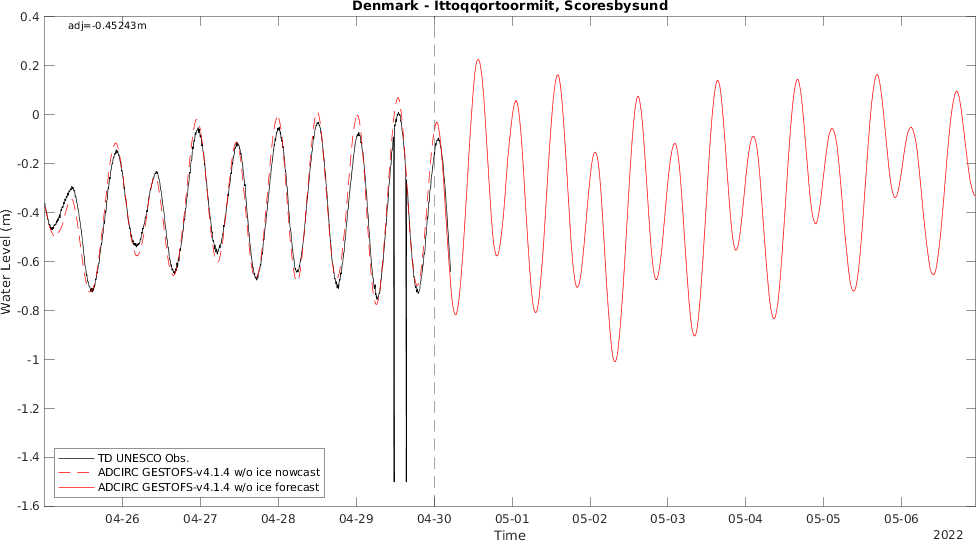 Denmark - Ittoqqortoormiit, Scoresbysund
adj=-0.45243m
0.4
0.2
0
-0.2
-0.4
-0.6
-0.8
-1
-1.2
-1.4
-1.6
Water Level (m)
TD UNESCO Obs.
ADCIRC GESTOFS-v4.1.4 w/o ice nowcast
ADCIRC GESTOFS-v4.1.4 w/o ice forecast
04-26 04-27 04-28 04-29 04-30 05-01 05-02 05-03 05-04 05-05 05-06
Time
2022